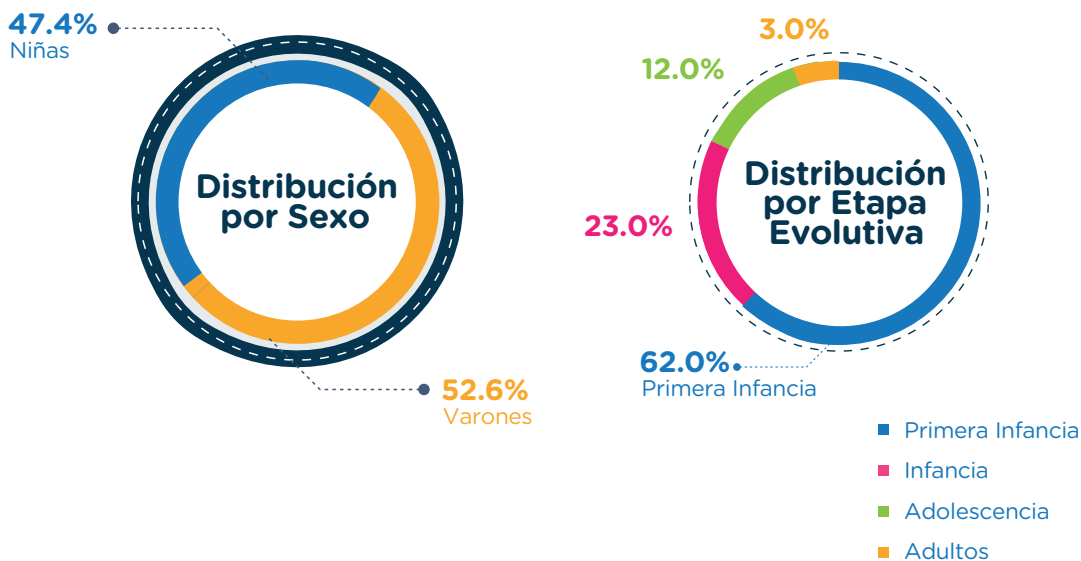 47.4%
Niñas
Distribución
por Sexo
52.6%
Varones
3.0%
12.0%
23.0%
Distribución
por Etapa
Evolutiva
62.0%
Primera Infancia
Primera Infancia
Infancia
Adolescencia
Adultos